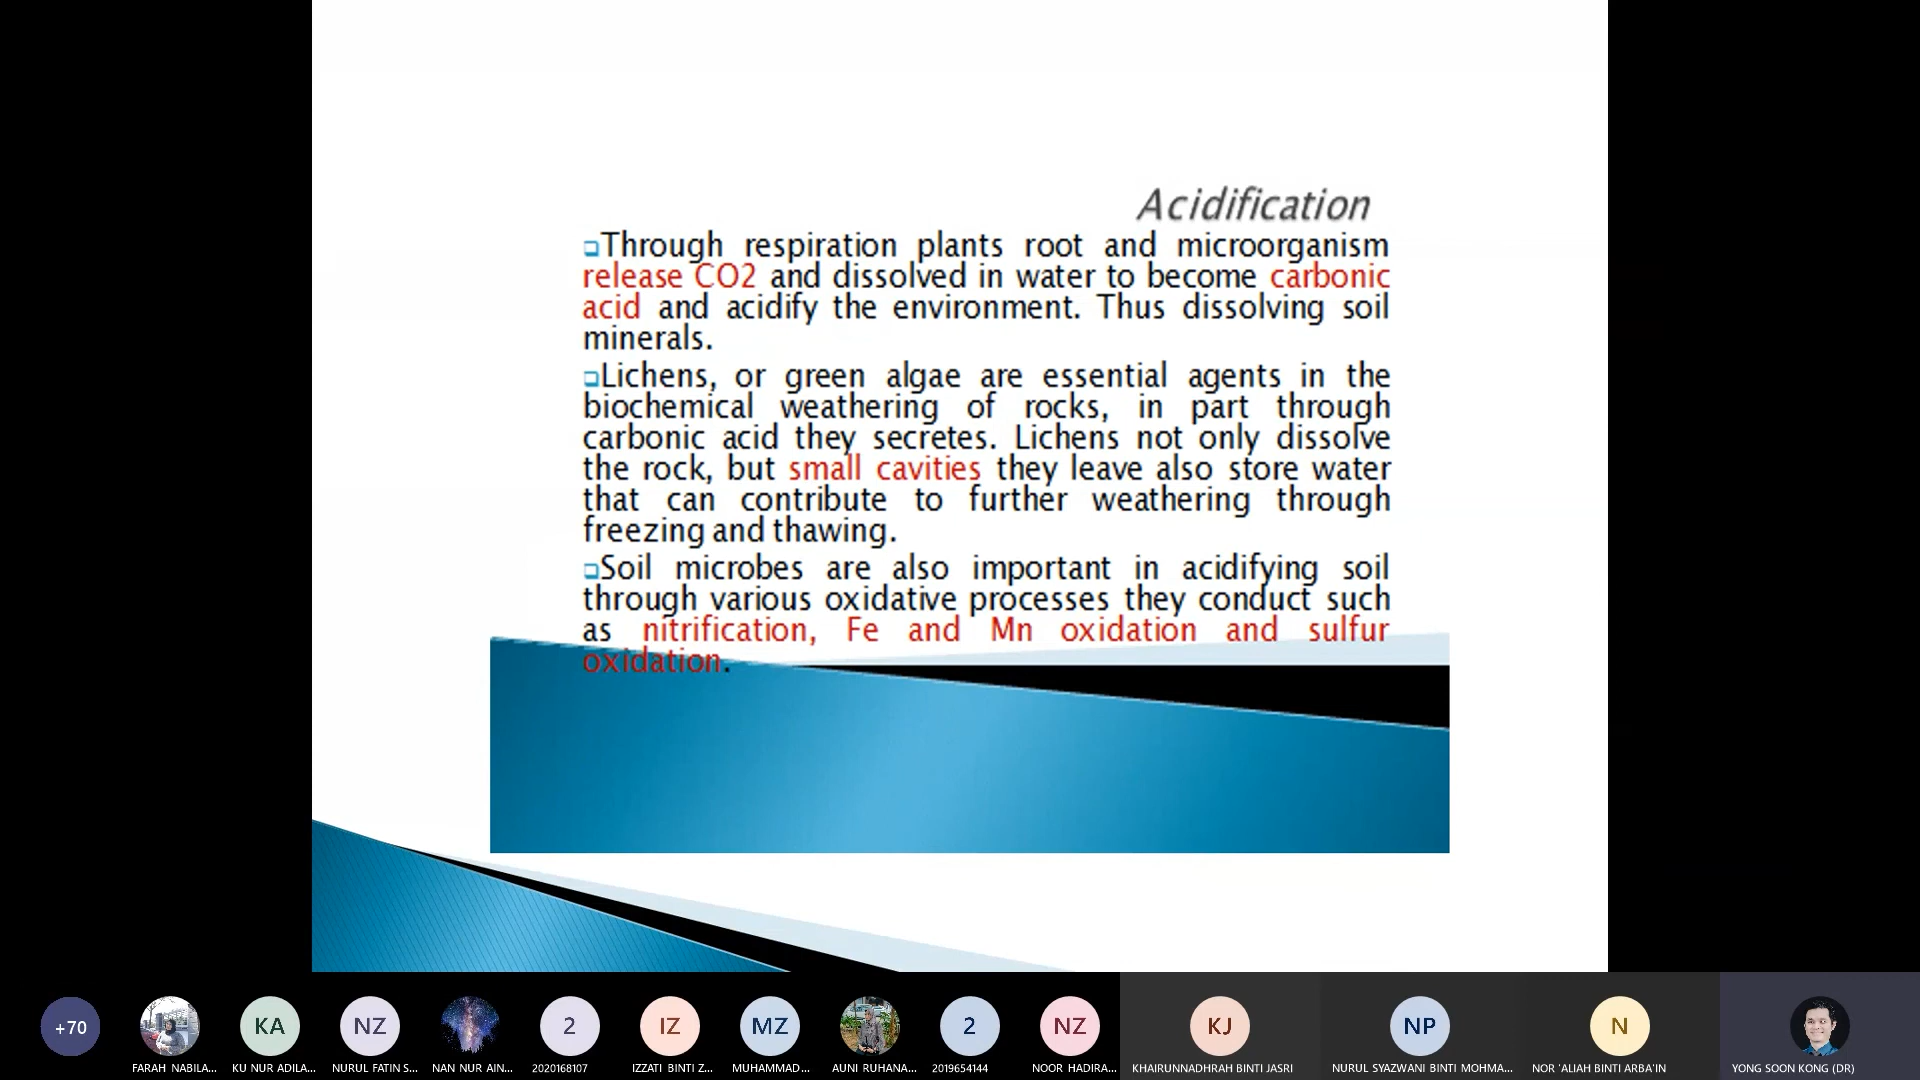 Acidification
Through respiration plants root and microorganism
release CO2 and dissolved in water to become carbonic
acid and acidify the environment. Thus dissolving soil
minerals.
Lichens, or green algae are essential agents in the
biochemical weathering of rocks, in part through
carbonic acid they secretes. Lichens not only dissolve
the rock, but small cavities they leave also store water
that can contribute to further weathering through
freezing and thawing.
Soil microbes are also important in acidifying soil
through various oxidative processes they conduct such
as nitrification, Fe and Mn oxidation and sulfur
oxidation.
+70
KA
NZ
2
IZ
MZ
2
NZ
KJ
NP
N
FARAH NABILA...
KU NUR ADILA...
NURUL FATIN S...
NAN NUR AIN...
2020168107
IZZATI BINTI Z...
MUHAMMAD...
AUNI RUHANA...
2019654144
NOOR HADIRA...
KHAIRUNNADHRAH BINTI JASRI
NURUL SYAZWANI BINTI MOHMA...
NOR 'ALIAH BINTI ARBA'IN
YONG SOON KONG (DR)